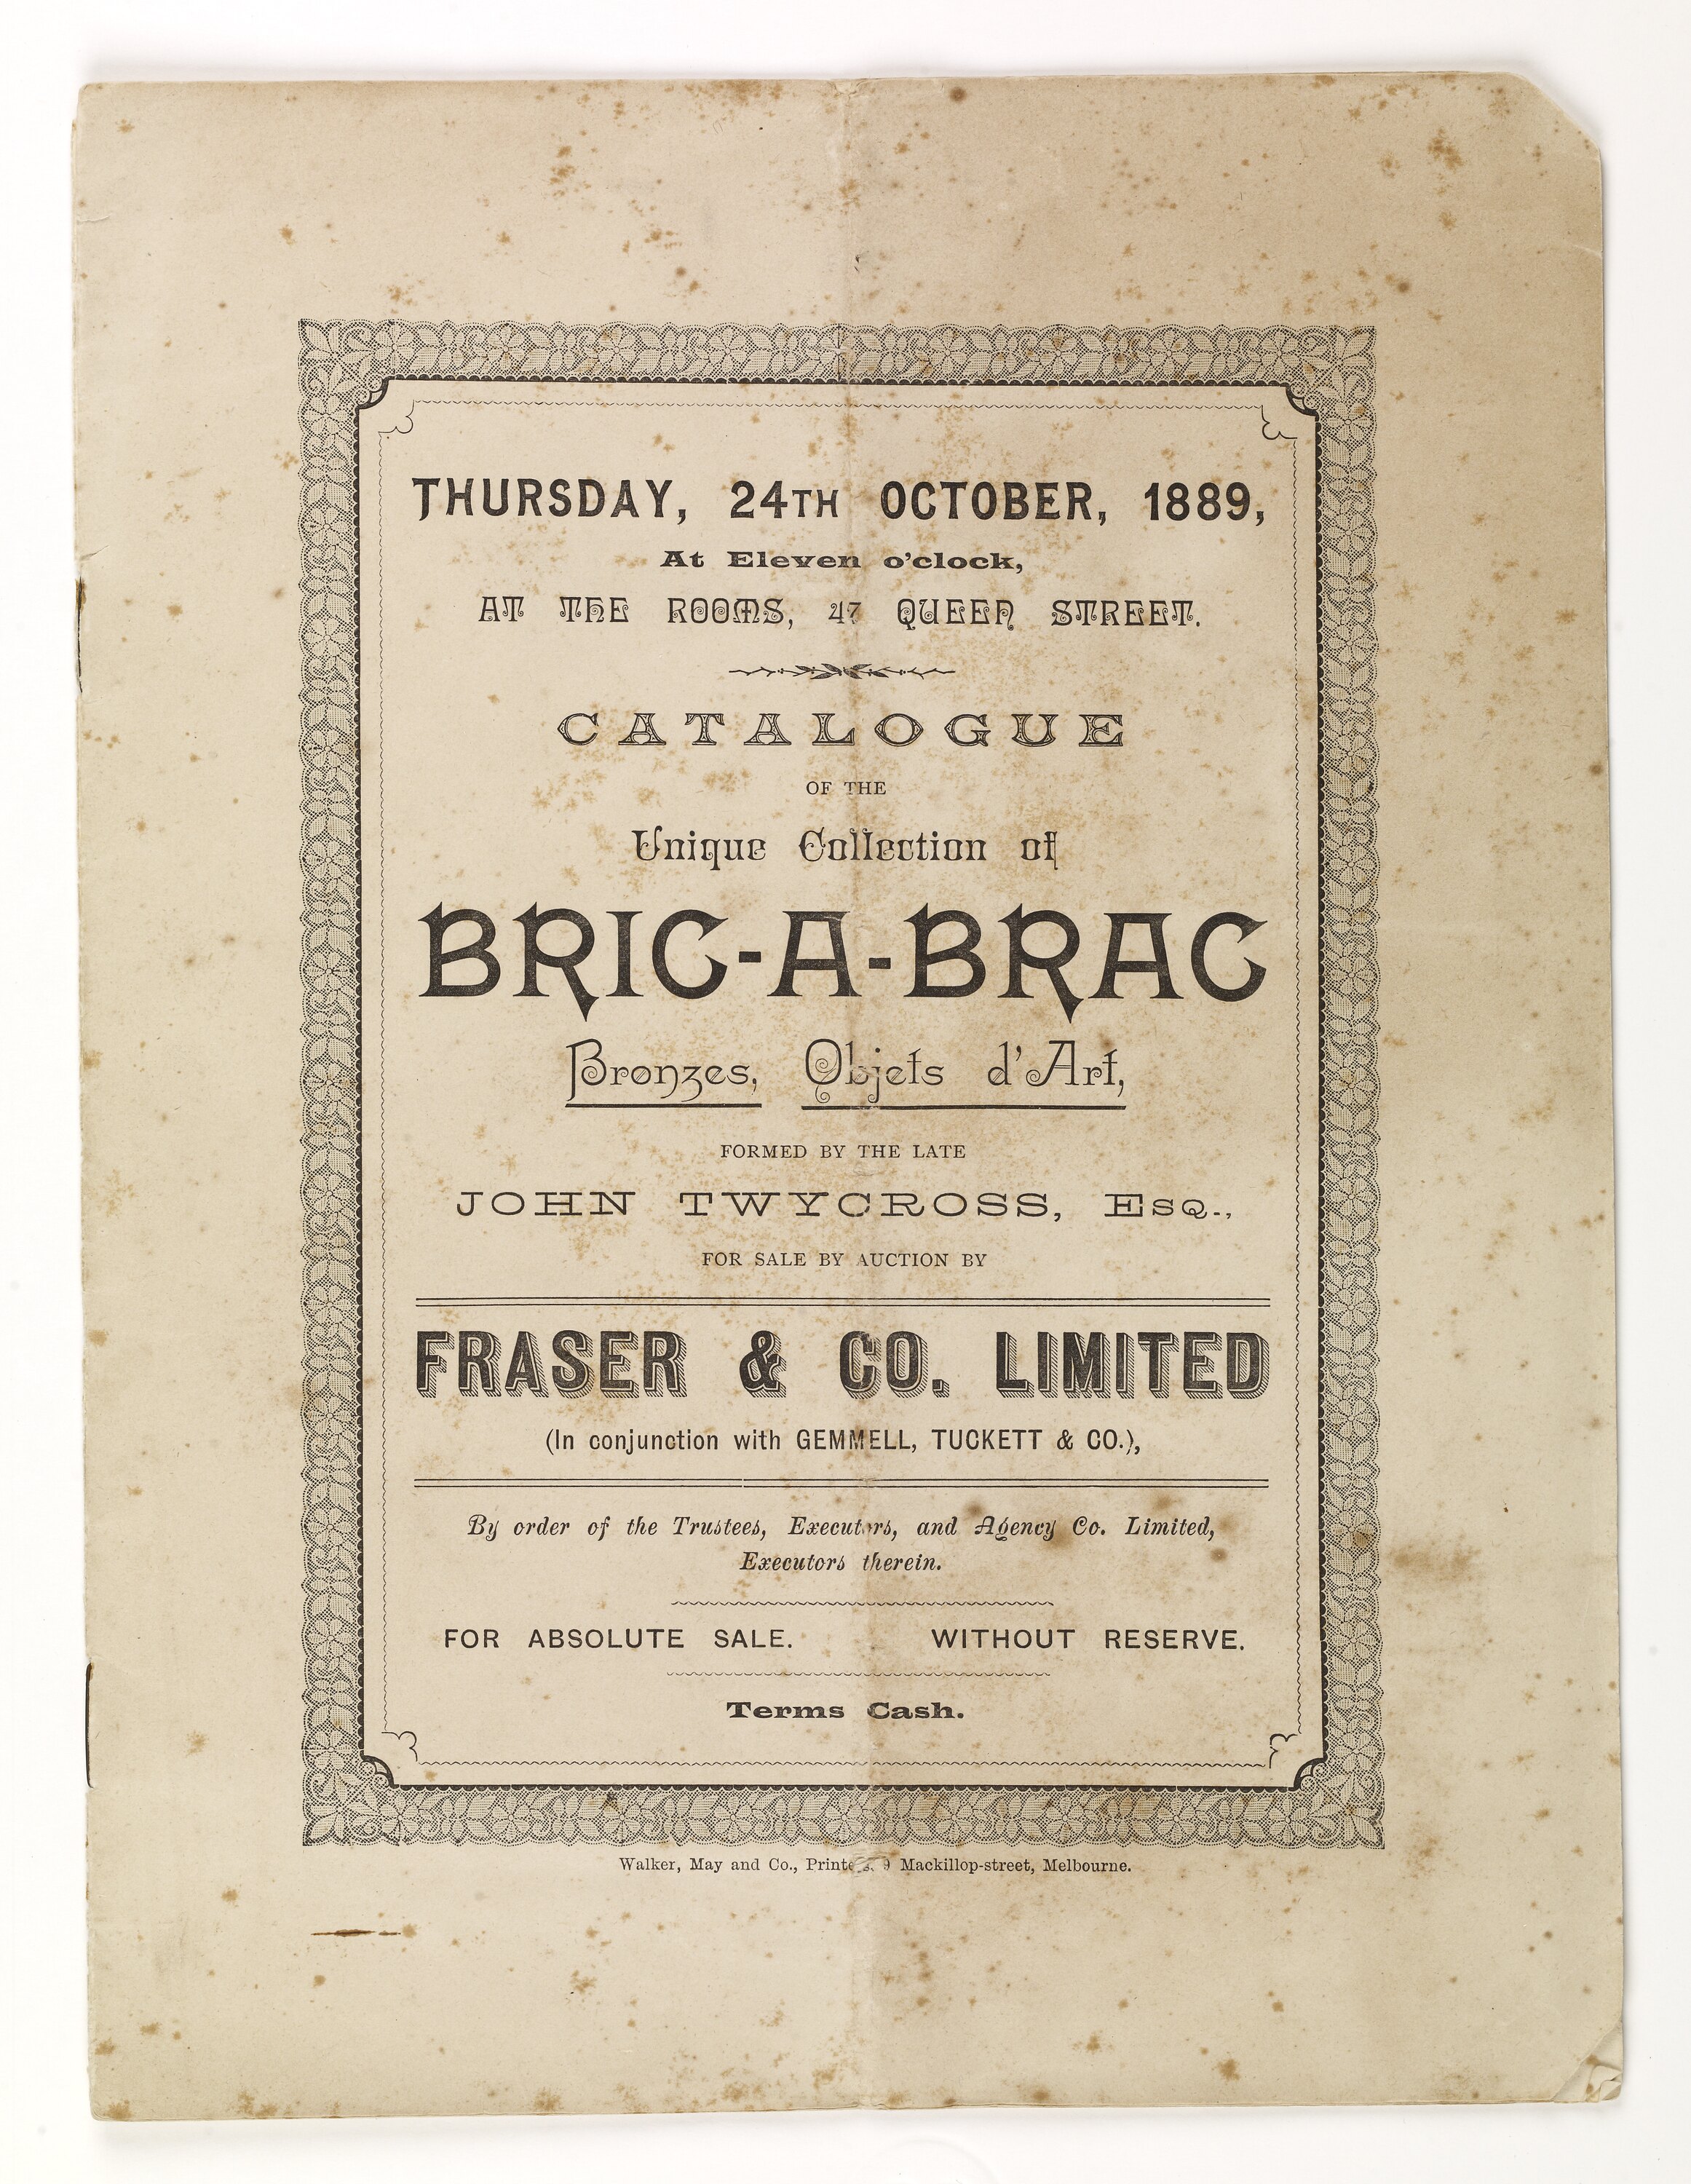 THURSDAY, 24TH OCTOBER, 1889,
At Eleven o'clock,
AT THE ROOMS, 47 QUEEN STREET.
CATALOGUE
OF THE
Unique Collection of
BRIC-A-BRAC
Bronzes, Objets d'Art,
FORMED BY THE LATE
JOHN TWYCROSS, ESQ.,
FOR SALE BY AUCTION BY
FRASER & CO. LIMITED
(In conjunction with GEMMELL, TUCKETT & CO.),
By order of the Trustees, Executors, and Agency Co. Limited,
Executors therein.
FOR ABSOLUTE SALE. WITHOUT RESERVE.
Terms Cash.
Walker, May and Co., Printers, 9 Mackillop-street, Melbourne.